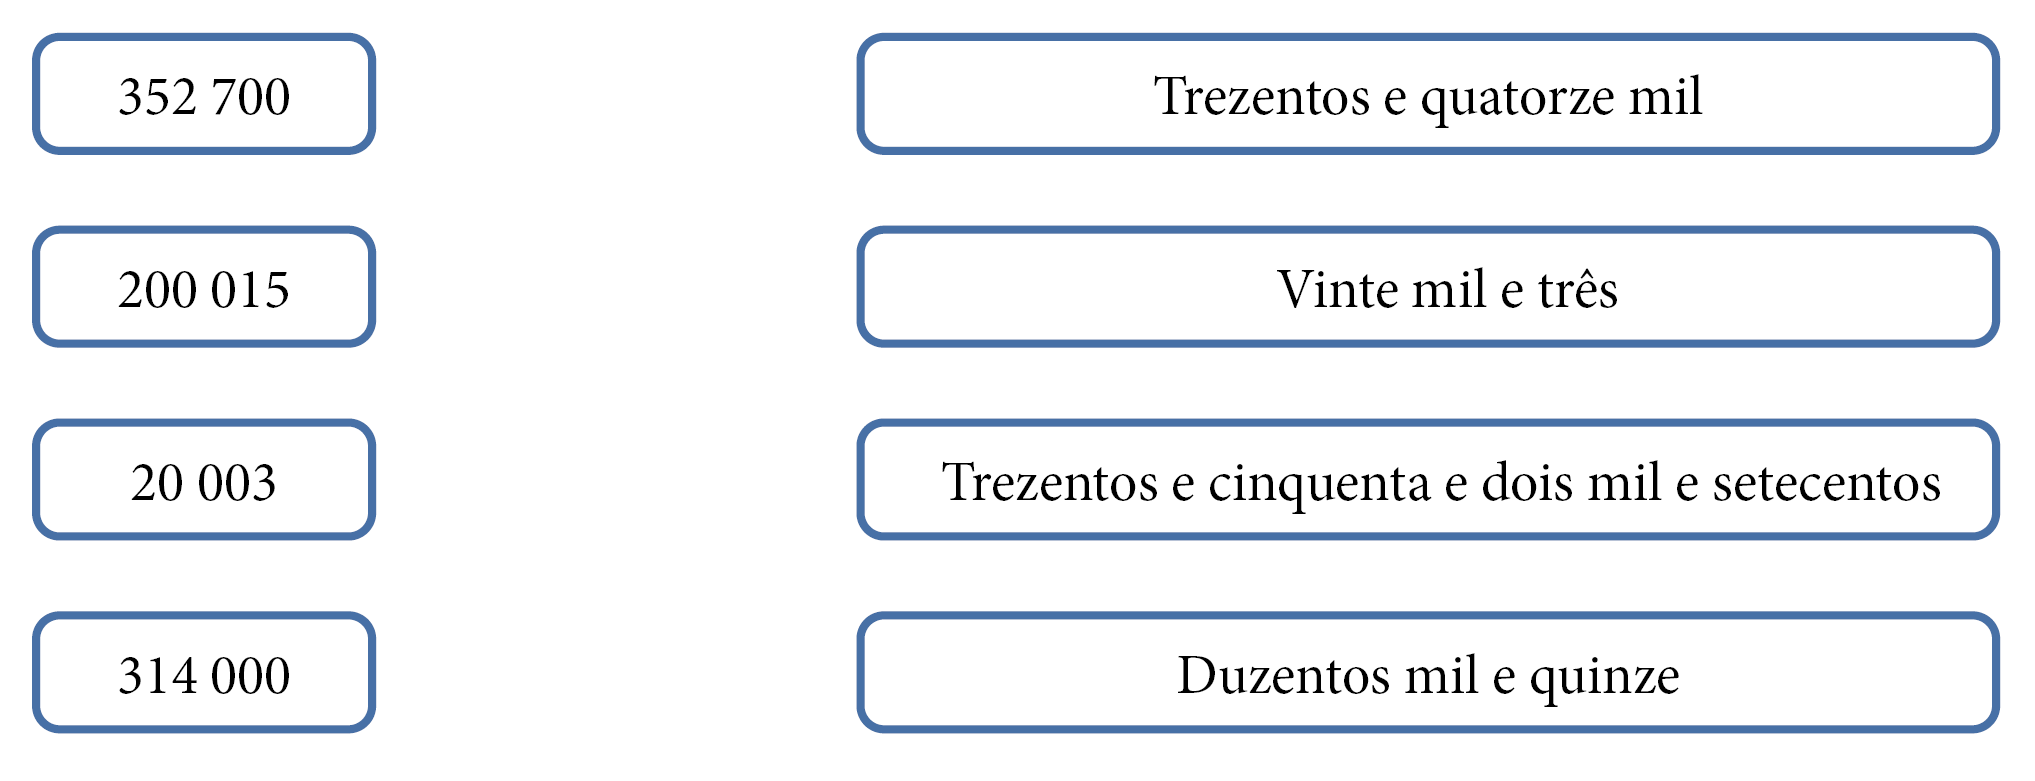 352 700
Trezentos e quatorze mil
200 015
Vinte mil e três
20 003
Trezentos e cinquenta e dois mil e setecentos
314 000
Duzentos mil e quinze